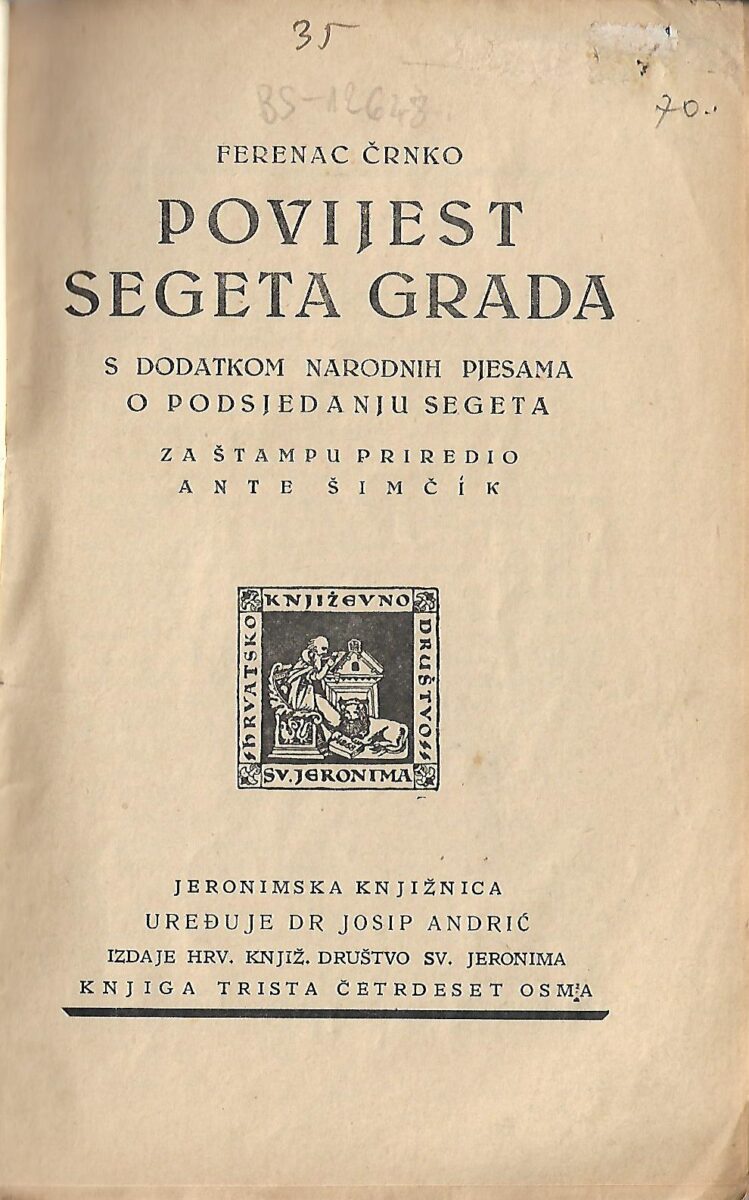 35
70.
BS-12648.
FERENAC ČRNKO
POVIJEST
SEGETA GRADA
S DODATKOM NARODNIH PJESAMA
O PODSJEDANJU SEGETA
ZA ŠTAMPU PRIREDIO
ANTE ŠIMČÍK
KNJIŽEVNO
HRVATSKO
DRUŠTVO
SV. JERONIMA
JERONIMSKA KNJIŽNICA
UREĐUJE DR JOSIP ANDRIĆ
IZDAJE HRV. KNJIŽ. DRUŠTVO SV. JERONIMA
KNJIGA TRISTA ČETRDESET OSMA